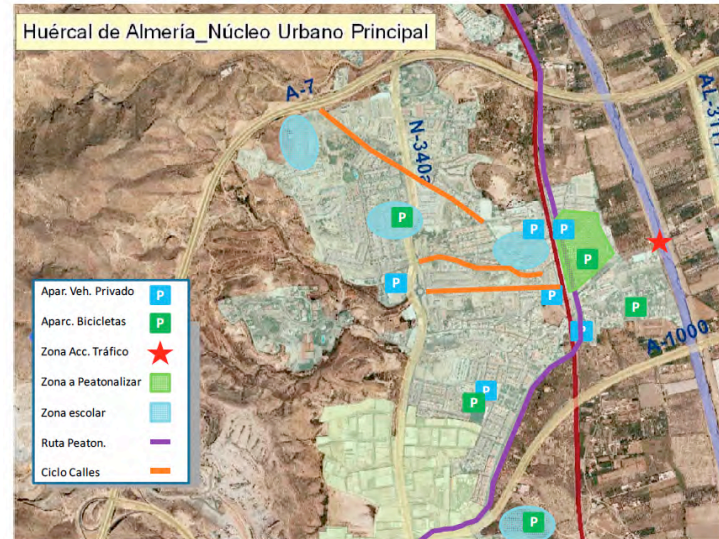 Huércal de Almería_Núcleo Urbano Principal
A-7
N-340a
AL-3117
P
P
P
P
P
P
Apar. Veh. Privado P
P
P
Aparc. Bicicletas P
P
Zona Acc. Tráfico
A-1000
Zona a Peatonalizar
P
Zona escolar
P
Ruta Peaton.
Ciclo Calles
P